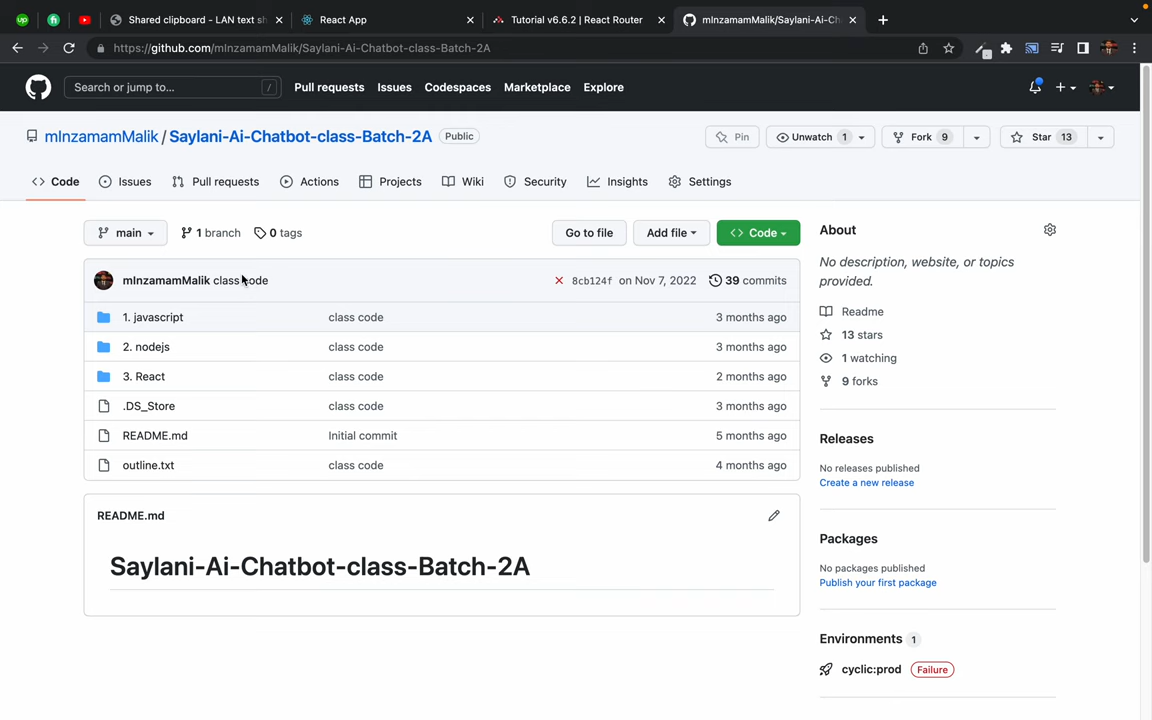 Shared clipboard - LAN text sh
React App
Tutorial v6.6.2 | React Router
mInzamamMalik/Saylani-Ai-Ch
https://github.com/mInzamamMalik/Saylani-Ai-Chatbot-class-Batch-2A
Search or jump to... /
Pull requests
Issues
Codespaces
Marketplace
Explore
mInzamamMalik / Saylani-Ai-Chatbot-class-Batch-2A Public
Pin
Unwatch 1
Fork 9
Star 13
Code
Issues
Pull requests
Actions
Projects
Wiki
Security
Insights
Settings
main
1 branch
0 tags
Go to file
Add file
Code
mInzamamMalik class code
8cb124f on Nov 7, 2022
39 commits
1. javascript class code 3 months ago
2. nodejs class code 3 months ago
3. React class code 2 months ago
.DS_Store class code 3 months ago
README.md Initial commit 5 months ago
outline.txt class code 4 months ago
README.md
Saylani-Ai-Chatbot-class-Batch-2A
About
No description, website, or topics
provided.
Readme
13 stars
1 watching
9 forks
Releases
No releases published
Create a new release
Packages
No packages published
Publish your first package
Environments 1
cyclic:prod Failure